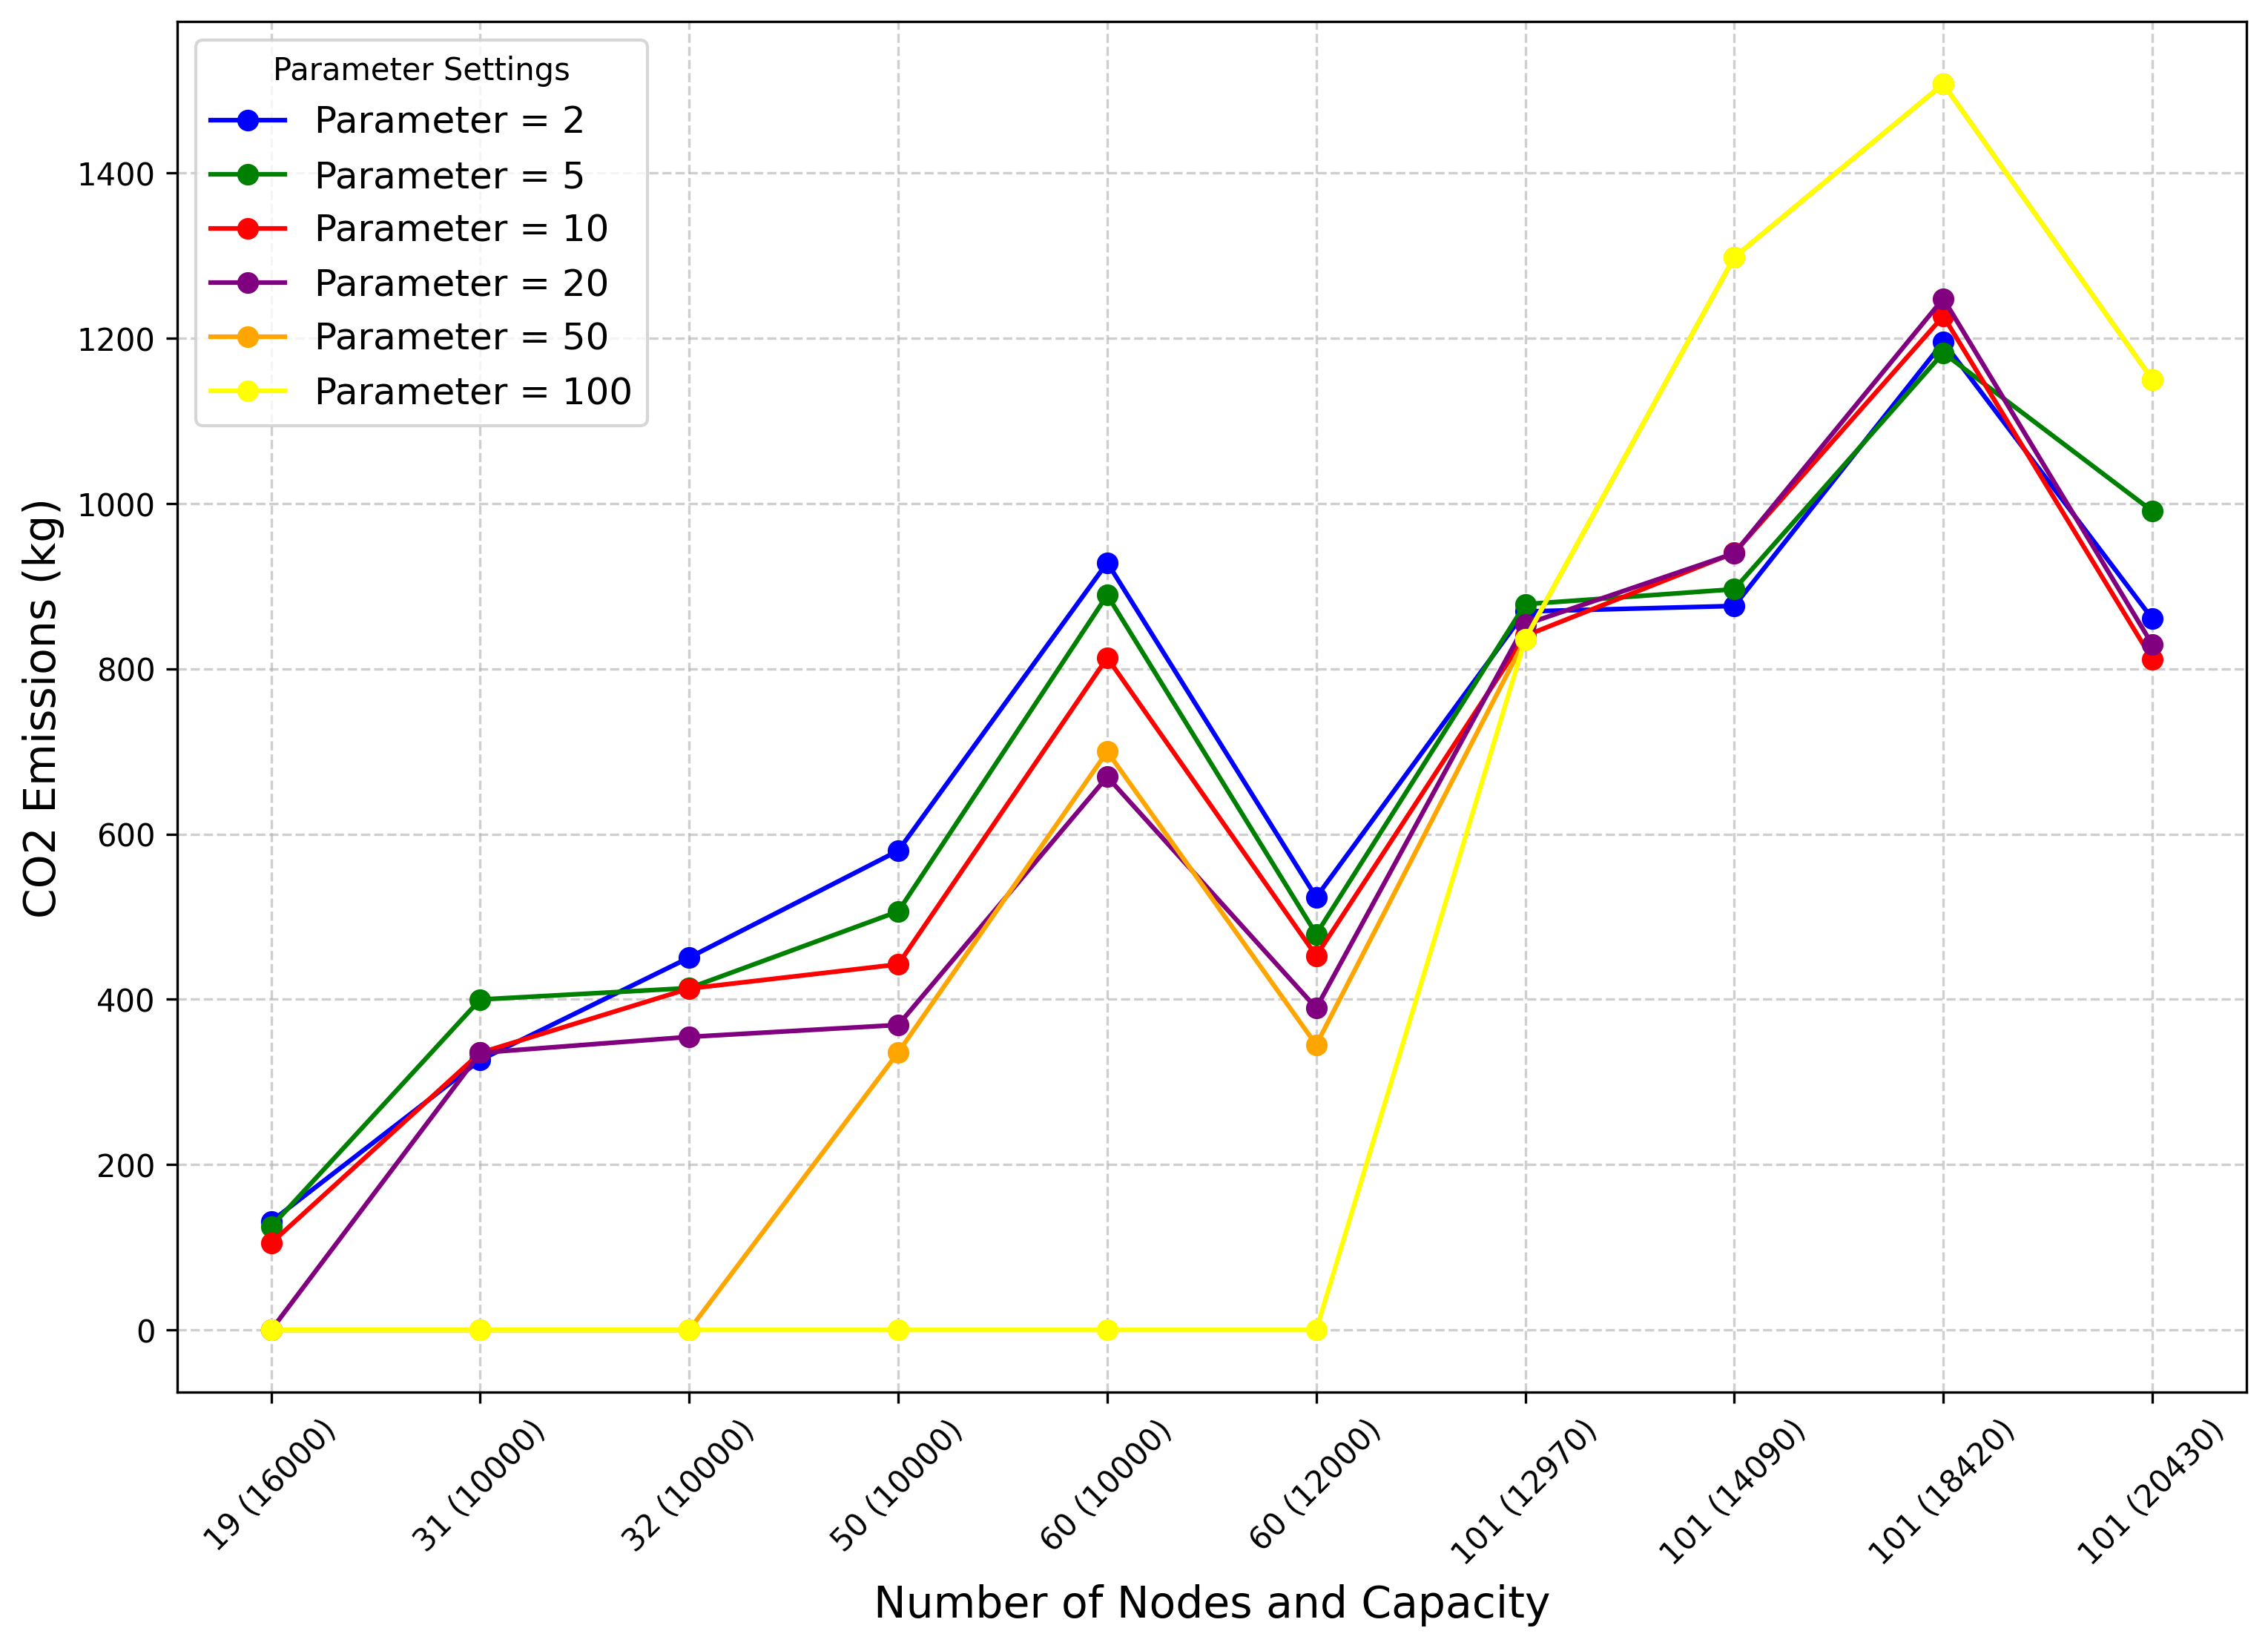 Parameter Settings
Parameter = 2
Parameter = 5
Parameter = 10
Parameter = 20
Parameter = 50
Parameter = 100
CO2 Emissions (kg)
1400
1200
1000
800
600
400
200
0
19 (16000)
31 (10000)
32 (10000)
50 (10000)
60 (10000)
60 (12000)
101 (12970)
101 (14090)
101 (18420)
101 (20430)
Number of Nodes and Capacity